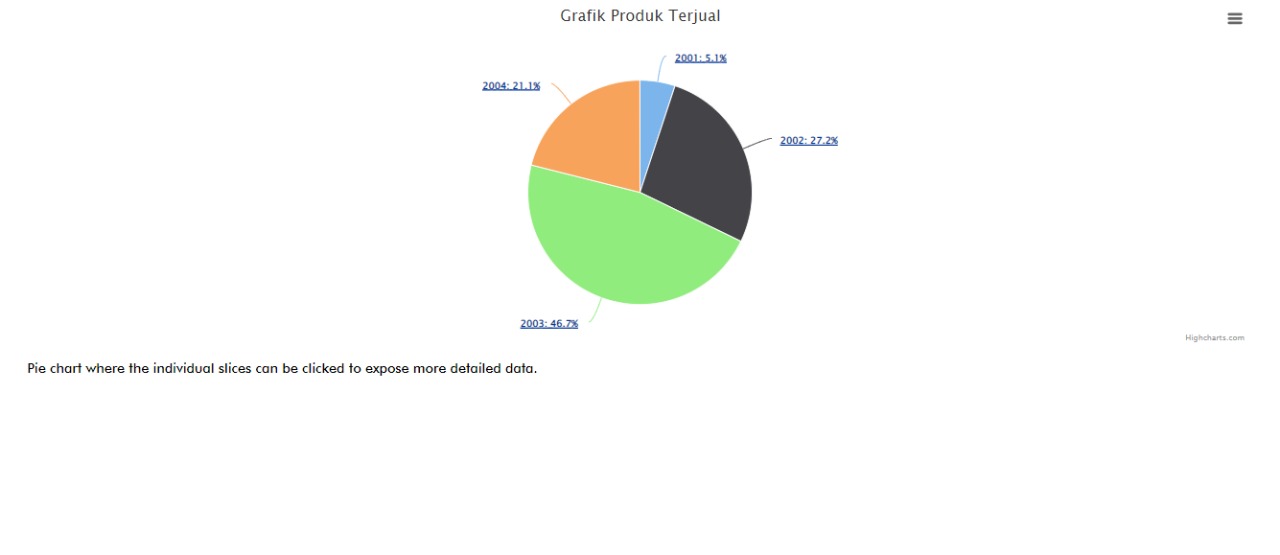 Grafik Produk Terjual
2001: 5.1%
2004: 21.1%
2002: 27.2%
2003: 46.7%
Highcharts.com
Pie chart where the individual slices can be clicked to expose more detailed data.